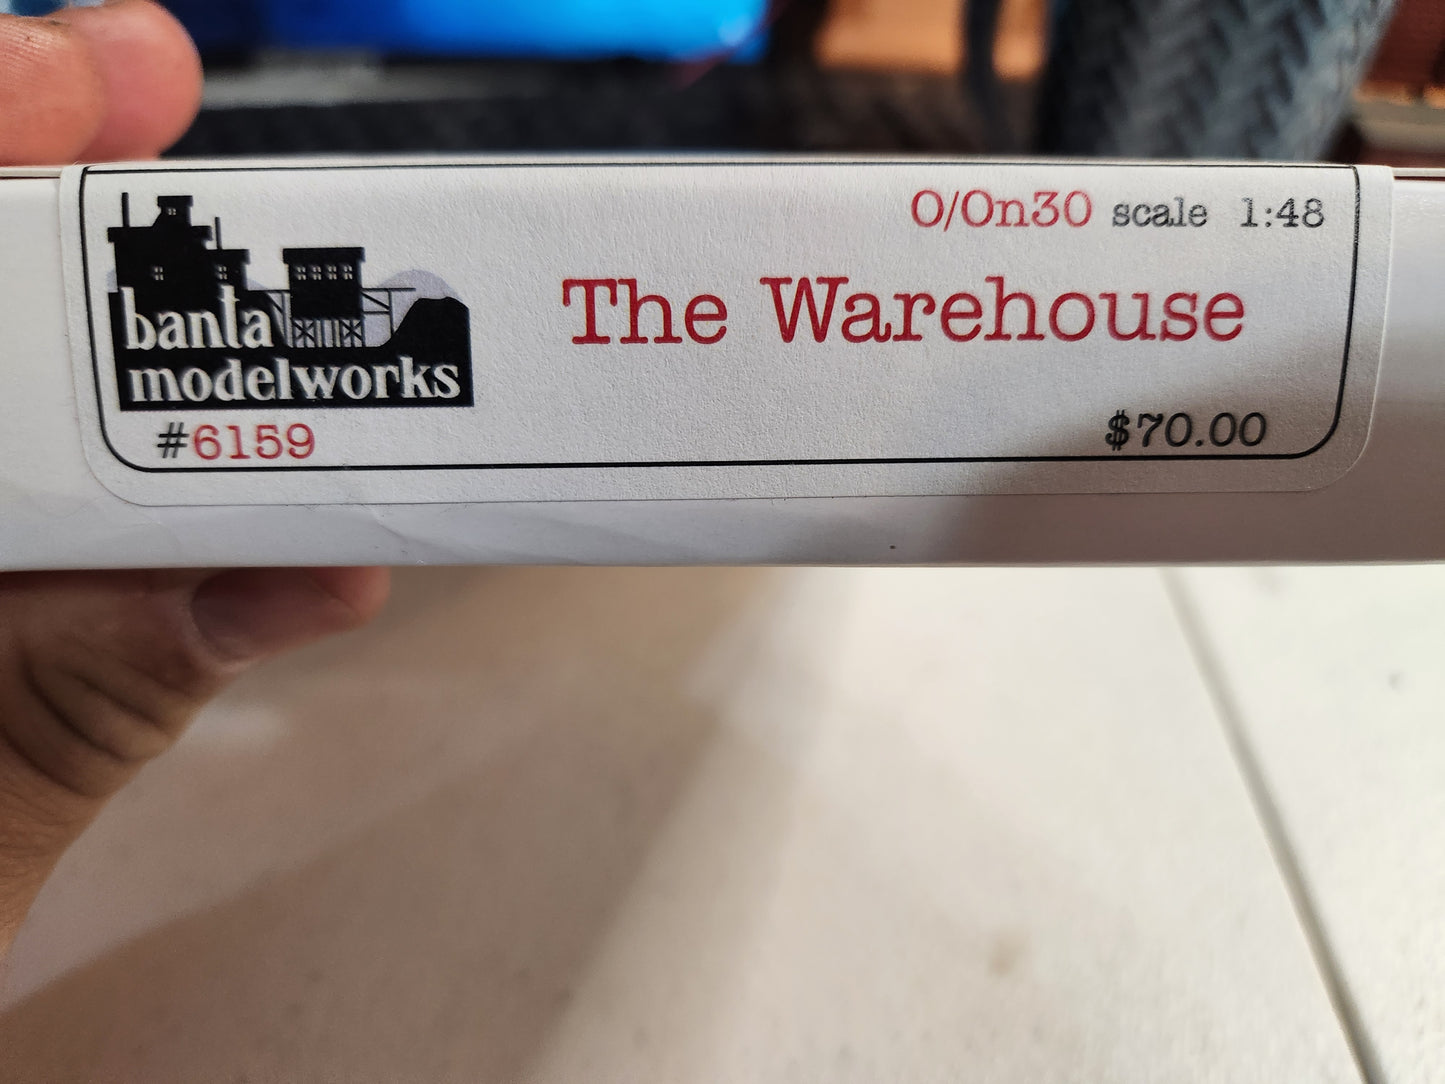 O/On30 scale 1:48
The Warehouse
banta
modelworks
#6159
$70.00